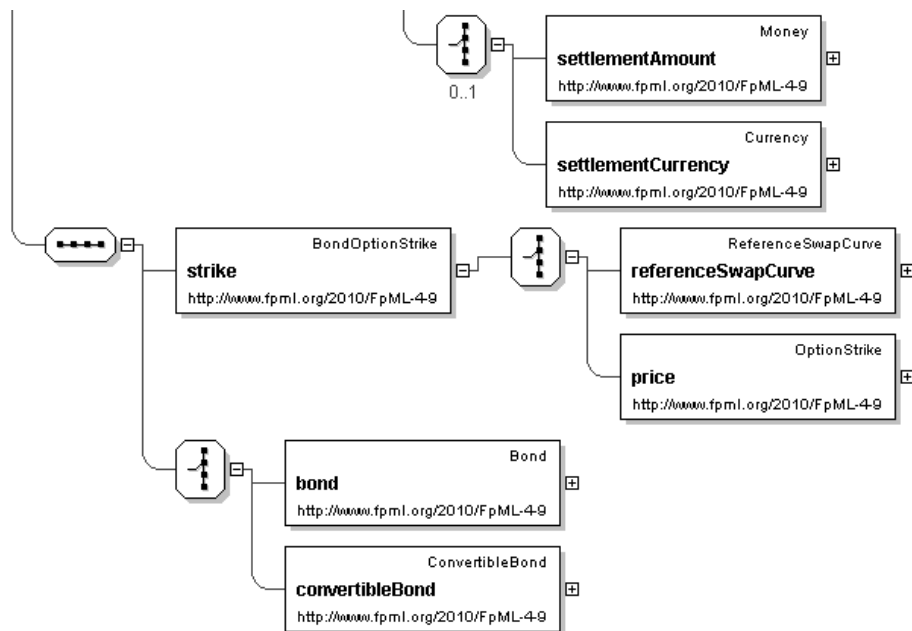 Money
settlementAmount
http://www.fpml.org/2010/FpML-4-9
0..1
Currency
settlementCurrency
http://www.fpml.org/2010/FpML-4-9
BondOptionStrike
strike
http://www.fpml.org/2010/FpML-4-9
ReferenceSwapCurve
referenceSwapCurve
http://www.fpml.org/2010/FpML-4-9
OptionStrike
price
http://www.fpml.org/2010/FpML-4-9
Bond
bond
http://www.fpml.org/2010/FpML-4-9
ConvertibleBond
convertibleBond
http://www.fpml.org/2010/FpML-4-9